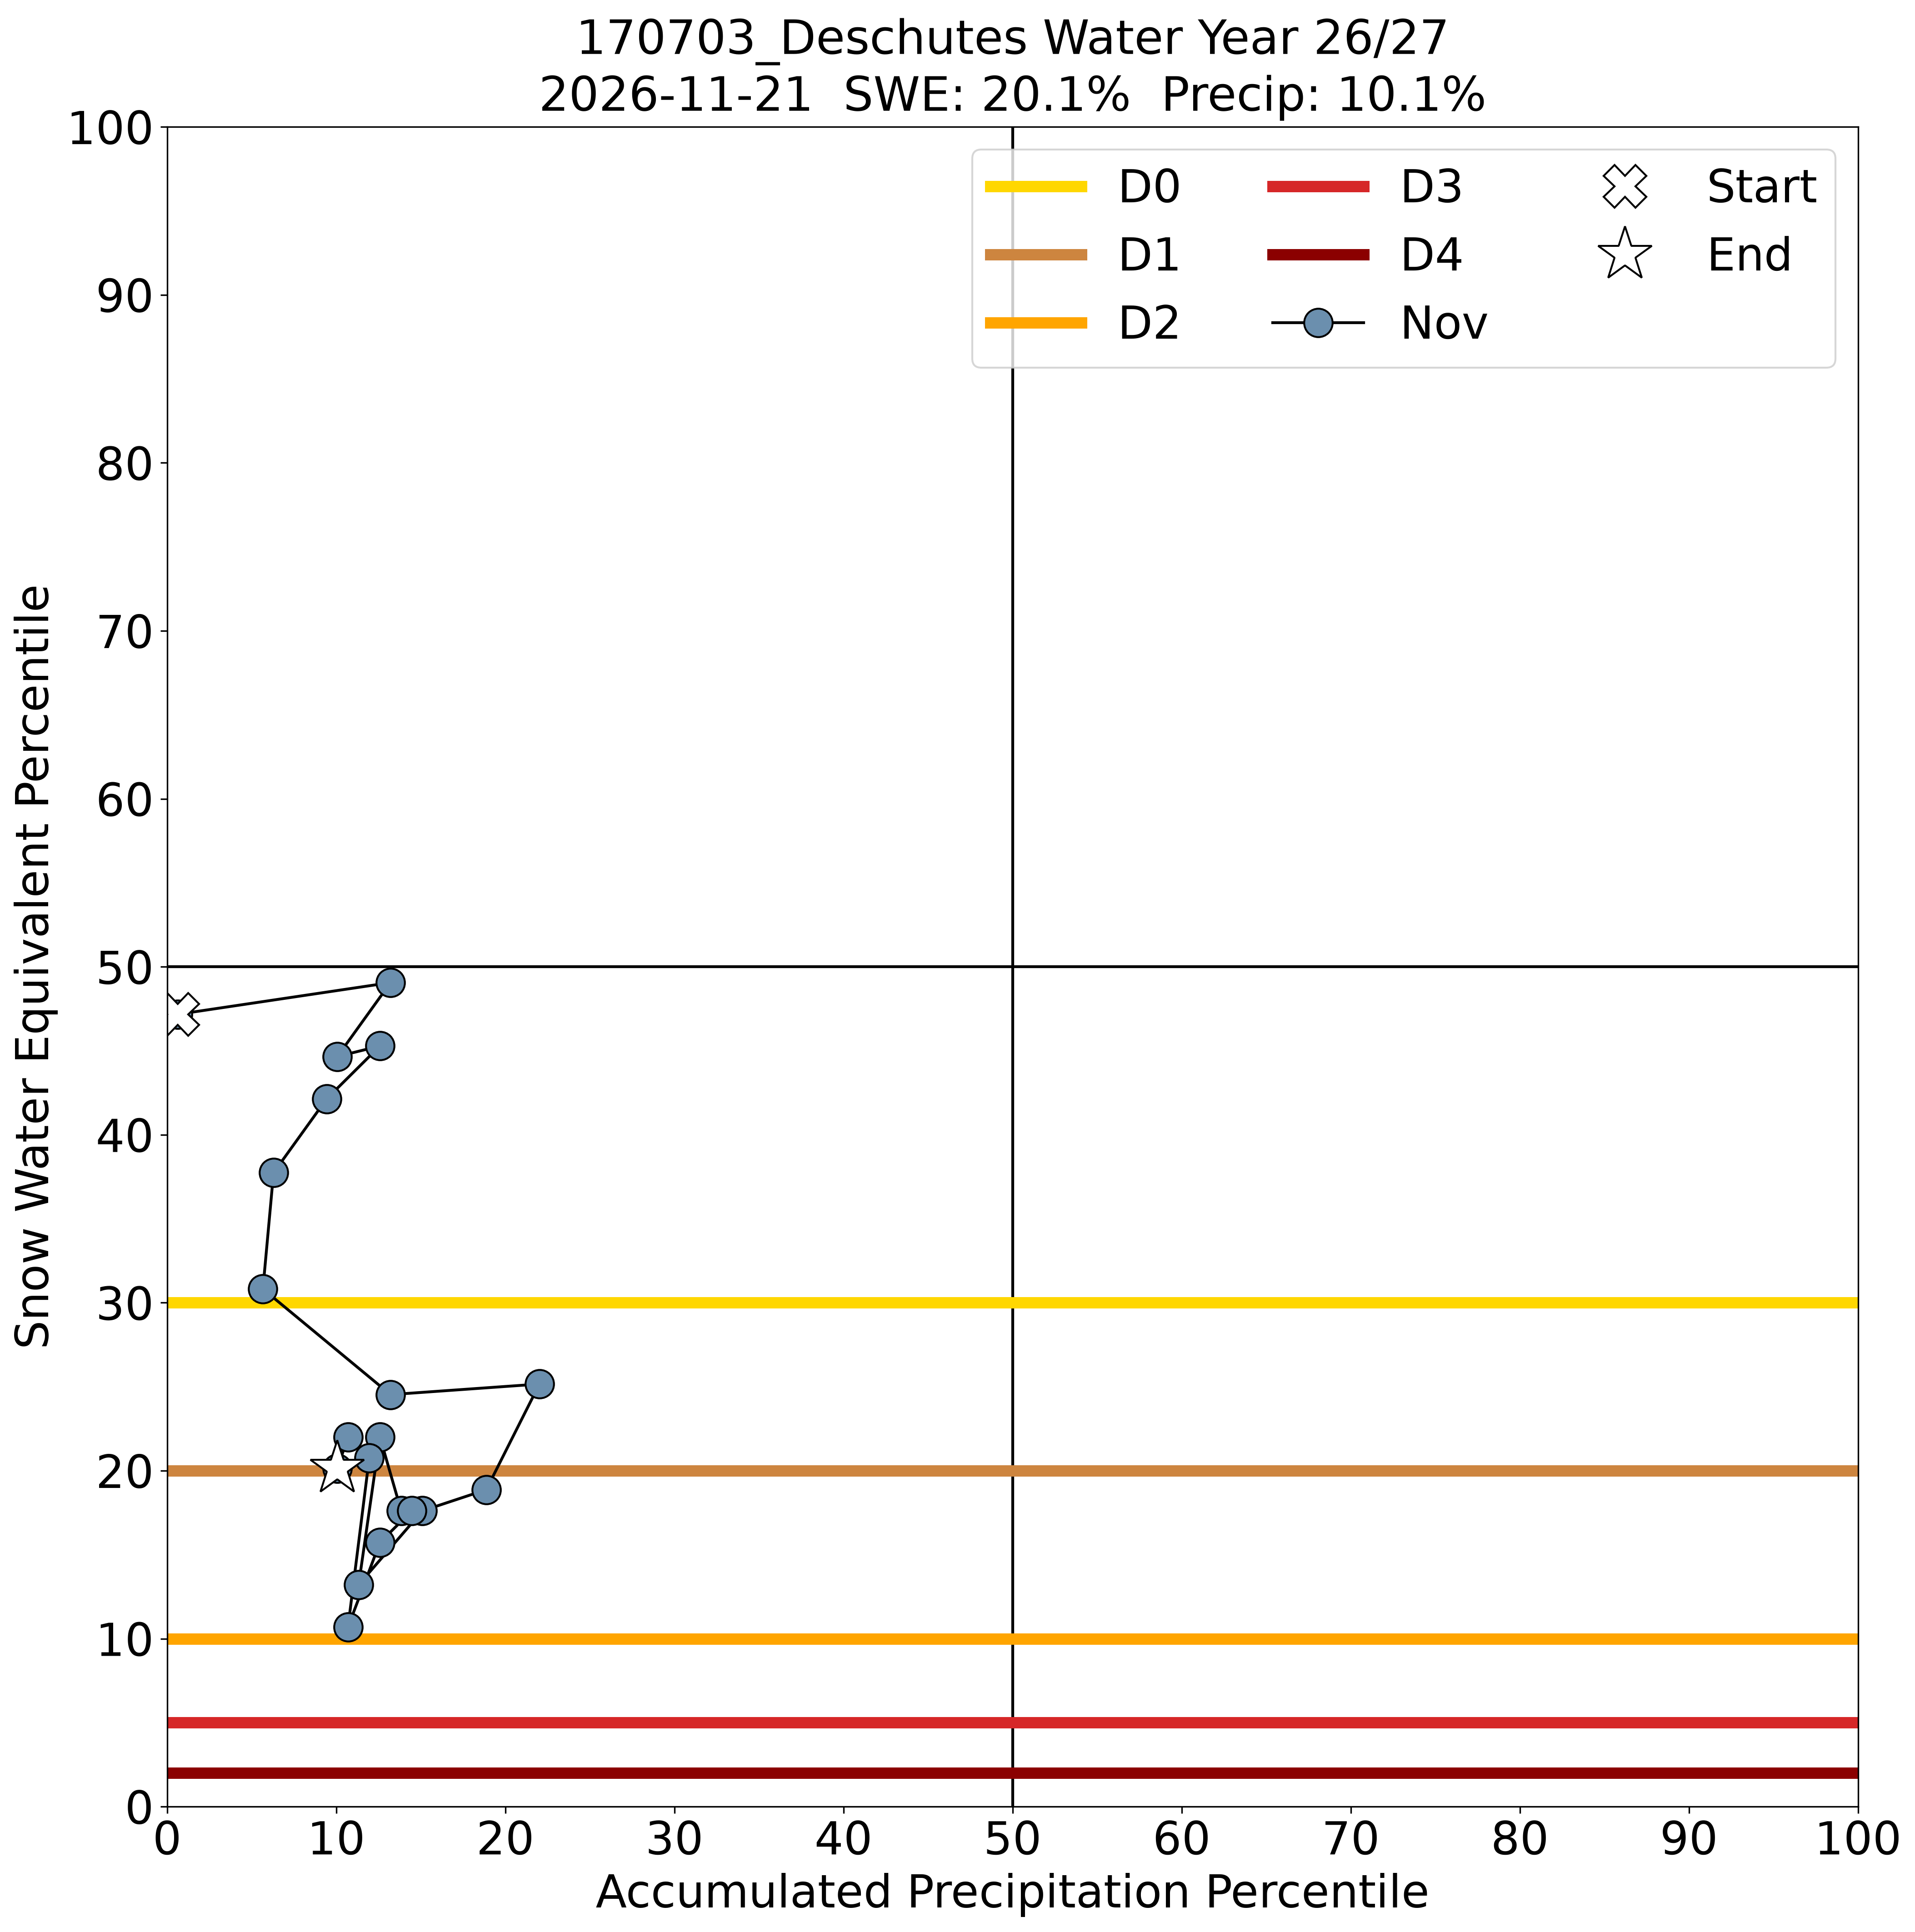 170703_Deschutes Water Year 26/27
2026-11-21  SWE: 20.1%  Precip: 10.1%
D0
D1
D2
D3
D4
Nov
Start
End
Snow Water Equivalent Percentile
100
90
80
70
60
50
40
30
20
10
0
0 10 20 30 40 50 60 70 80 90 100
Accumulated Precipitation Percentile